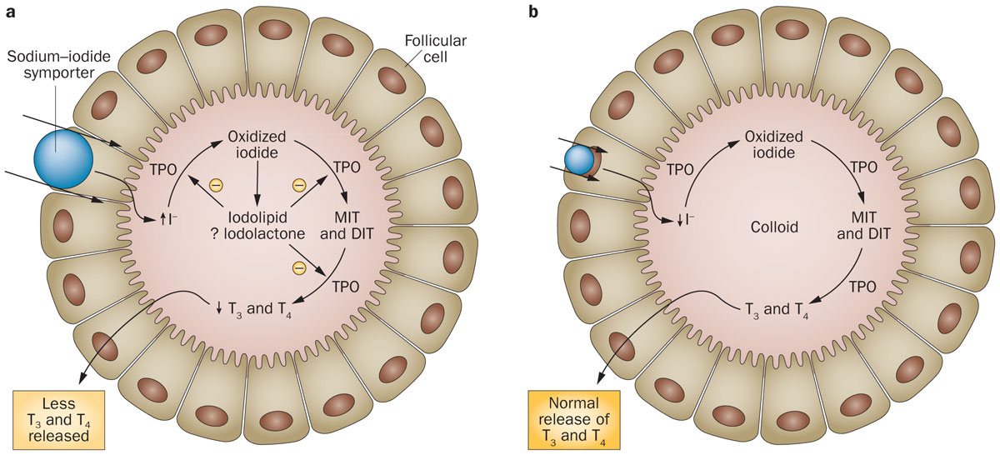 a
Sodium–iodide
symporter
Follicular
cell
Oxidized
iodide
TPO
TPO
−
−
↑I⁻
Iodolipid
? Iodolactone
MIT
and DIT
−
TPO
↓ T₃ and T₄
Less
T₃ and T₄
released
b
Oxidized
iodide
TPO
TPO
↓I⁻
Colloid
MIT
and DIT
TPO
T₃ and T₄
Normal
release of
T₃ and T₄